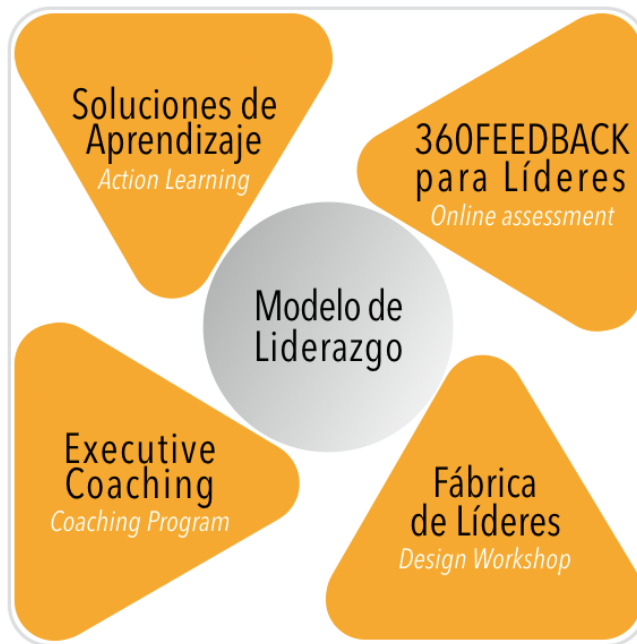 Soluciones de
Aprendizaje
Action Learning
360FEEDBACK
para Líderes
Online assessment
Modelo de
Liderazgo
Executive
Coaching
Coaching Program
Fábrica
de Líderes
Design Workshop